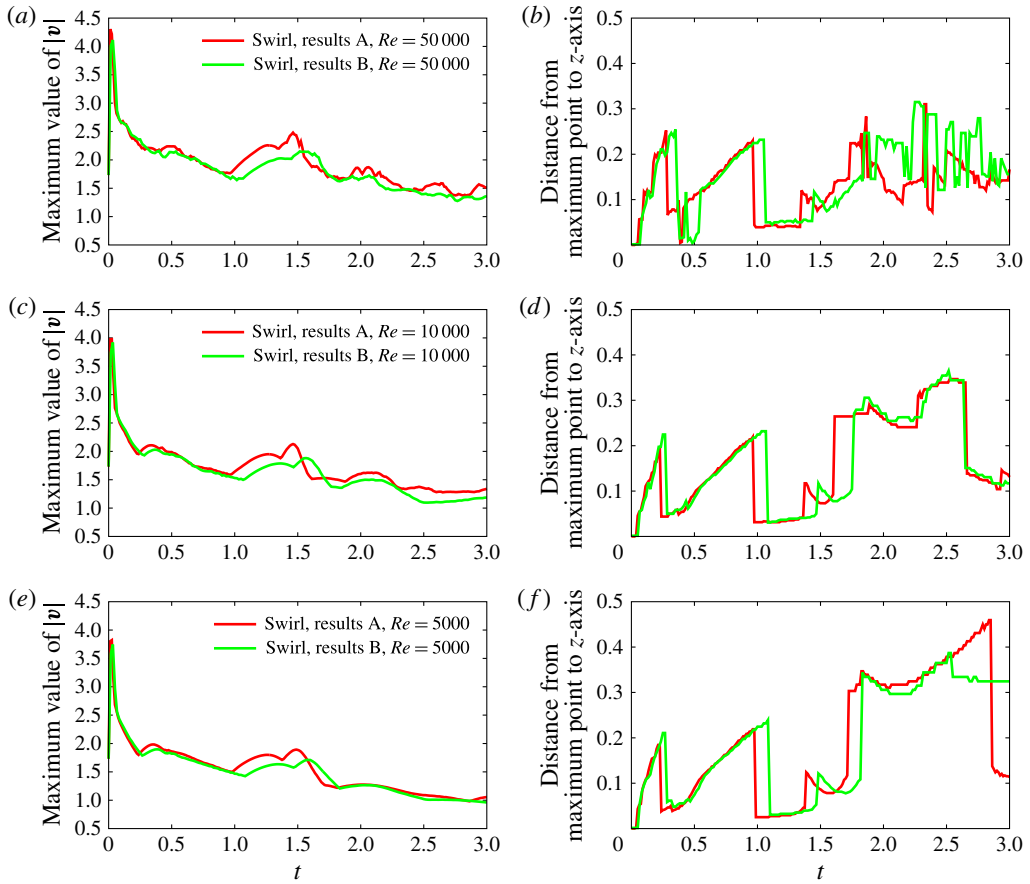 (a)
Maximum value of |v|
4.5
4.0
3.5
3.0
2.5
2.0
1.5
1.0
0.5
Swirl, results A, Re = 50 000
Swirl, results B, Re = 50 000
0 0.5 1.0 1.5 2.0 2.5 3.0
(b)
Distance from
maximum point to z-axis
0.5
0.4
0.3
0.2
0.1
0 0.5 1.0 1.5 2.0 2.5 3.0
(c)
Maximum value of |v|
4.5
4.0
3.5
3.0
2.5
2.0
1.5
1.0
0.5
Swirl, results A, Re = 10 000
Swirl, results B, Re = 10 000
0 0.5 1.0 1.5 2.0 2.5 3.0
(d)
Distance from
maximum point to z-axis
0.5
0.4
0.3
0.2
0.1
0 0.5 1.0 1.5 2.0 2.5 3.0
(e)
Maximum value of |v|
4.5
4.0
3.5
3.0
2.5
2.0
1.5
1.0
0.5
Swirl, results A, Re = 5000
Swirl, results B, Re = 5000
0 0.5 1.0 1.5 2.0 2.5 3.0
t
(f)
Distance from
maximum point to z-axis
0.5
0.4
0.3
0.2
0.1
0 0.5 1.0 1.5 2.0 2.5 3.0
t